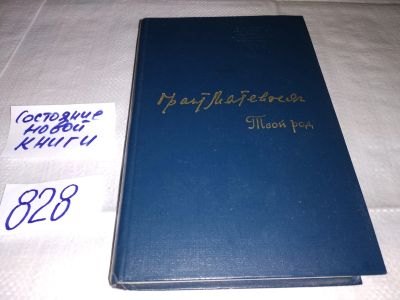 Состояние
новой
книги
828
Грант Матевосян
Твой род